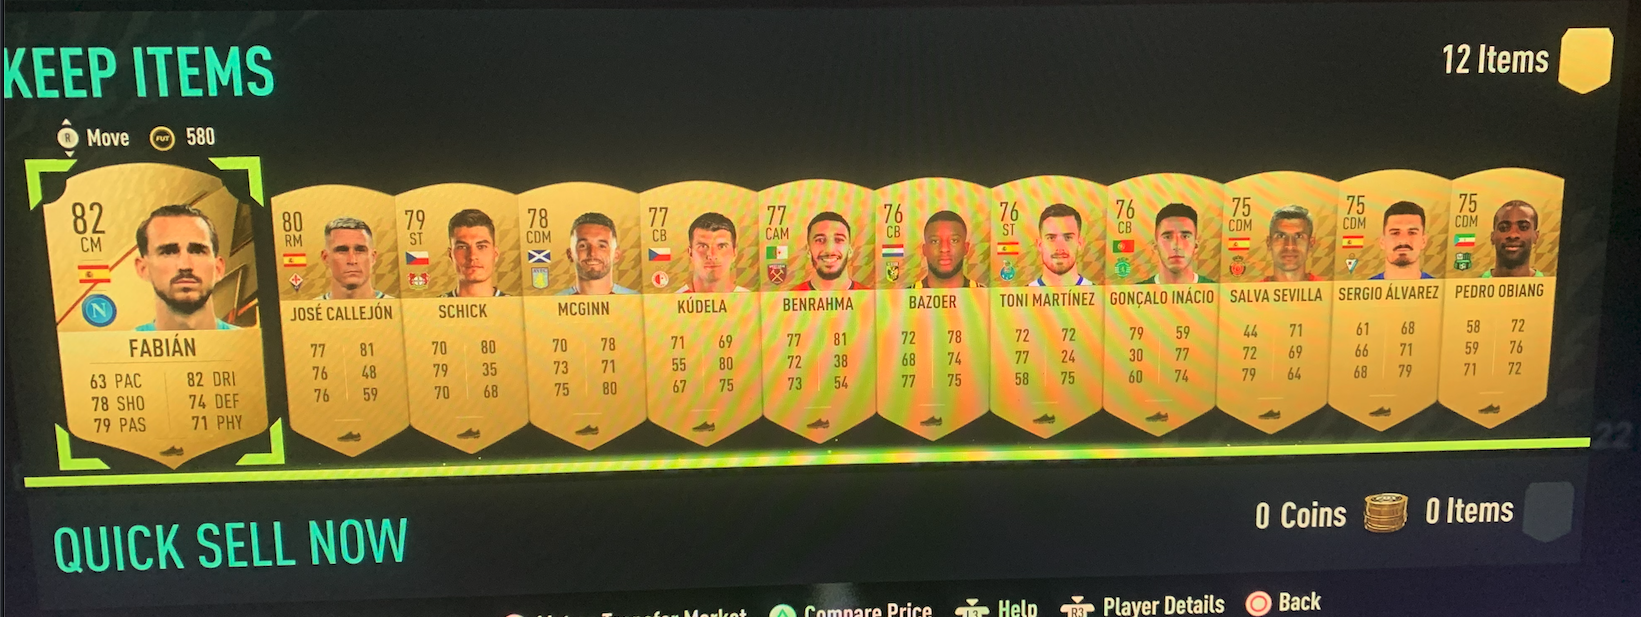 KEEP ITEMS
12 Items
R Move FUT 580
82
CM
FABIÁN
63 PAC 82 DRI
78 SHO 74 DEF
79 PAS 71 PHY
80
RM
JOSÉ CALLEJÓN
77 81
76 48
76 59
79
ST
SCHICK
70 80
79 35
70 68
78
CDM
MCGINN
70 78
73 71
75 80
77
CB
KÚDELA
71 69
55 80
67 75
77
CAM
BENRAHMA
77 81
72 38
73 54
76
CB
BAZOER
72 78
68 74
77 75
76
ST
TONI MARTÍNEZ
72 72
77 24
58 75
76
CB
GONÇALO INÁCIO
79 59
30 77
60 74
75
CDM
SALVA SEVILLA
44 71
72 69
79 64
75
CDM
SERGIO ÁLVAREZ
61 68
66 71
68 79
75
CDM
PEDRO OBIANG
58 72
59 76
71 72
22
QUICK SELL NOW
0 Coins 0 Items
Transfer Market Compare Price Help R3 Player Details Back